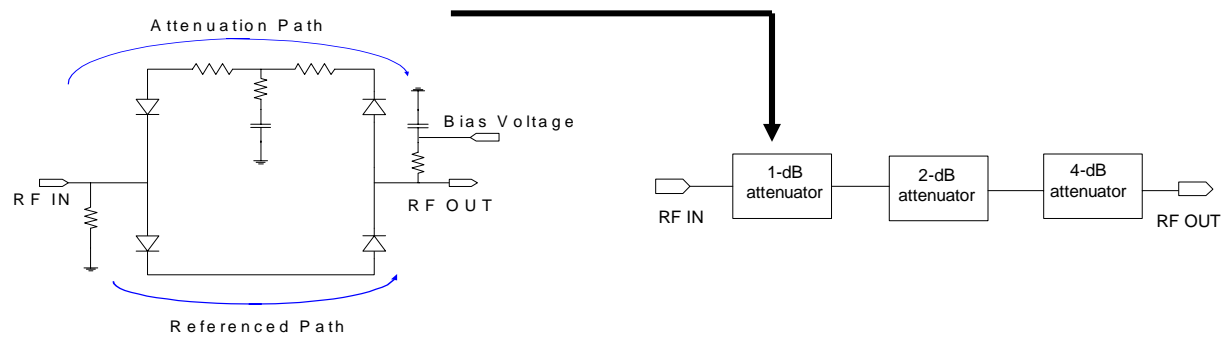 Attenuation Path
Bias Voltage
RF IN
RF OUT
Referenced Path
1-dB
attenuator
2-dB
attenuator
4-dB
attenuator
RF IN
RF OUT